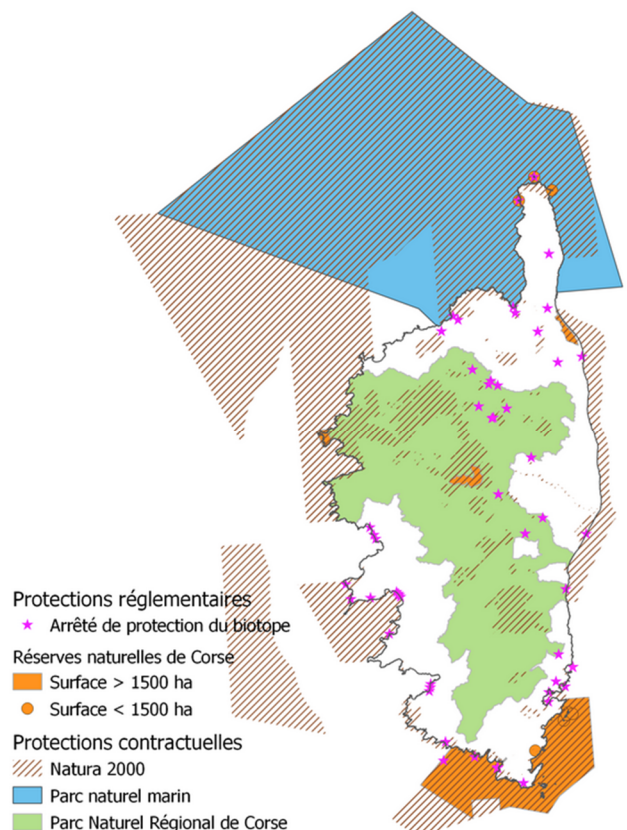 Protections réglementaires
Arrêté de protection du biotope
Réserves naturelles de Corse
Surface > 1500 ha
Surface < 1500 ha
Protections contractuelles
Natura 2000
Parc naturel marin
Parc Naturel Régional de Corse